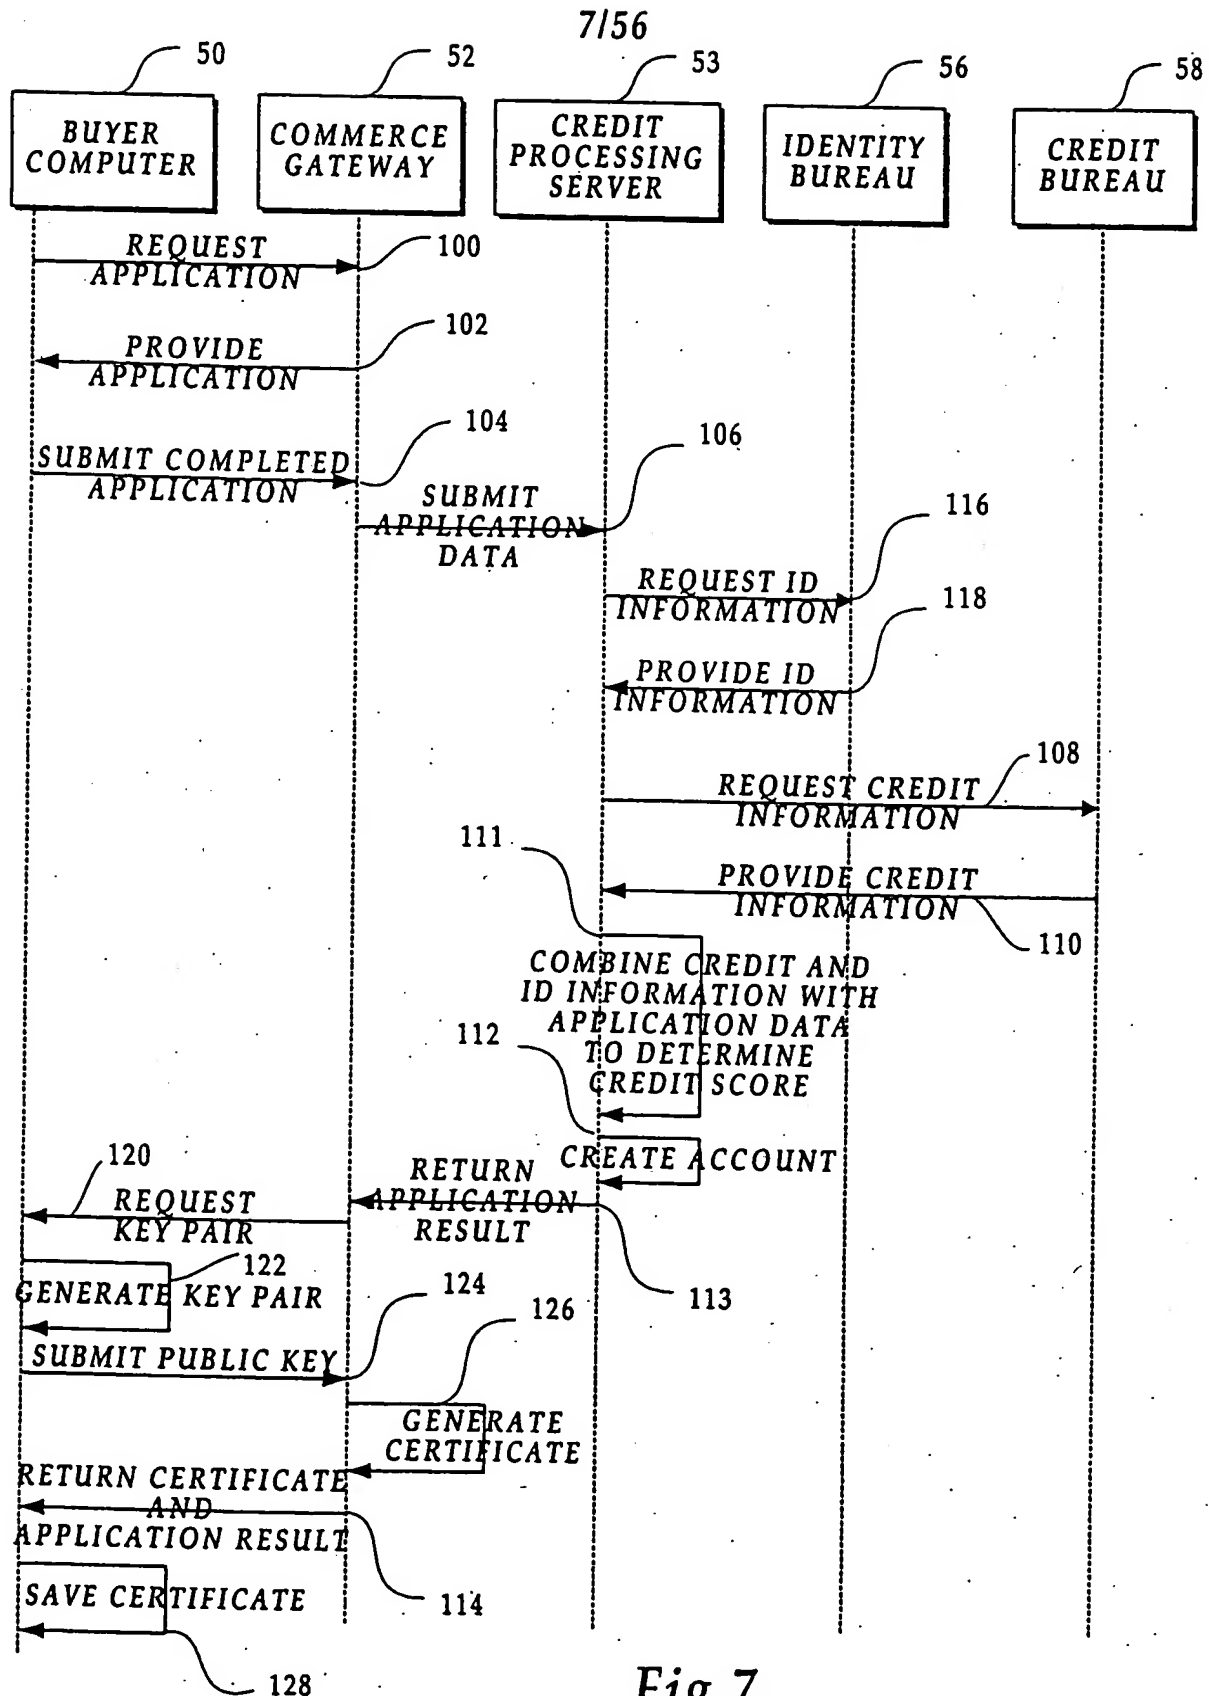 7/56
50
52
53
56
58
BUYER
COMPUTER
COMMERCE
GATEWAY
CREDIT
PROCESSING
SERVER
IDENTITY
BUREAU
CREDIT
BUREAU
REQUEST
APPLICATION
100
PROVIDE
APPLICATION
102
SUBMIT COMPLETED
APPLICATION
104
SUBMIT
APPLICATION
DATA
106
REQUEST ID
INFORMATION
116
PROVIDE ID
INFORMATION
118
REQUEST CREDIT
INFORMATION
108
PROVIDE CREDIT
INFORMATION
110
111
COMBINE CREDIT AND
ID INFORMATION WITH
APPLICATION DATA
TO DETERMINE
CREDIT SCORE
112
CREATE ACCOUNT
RETURN
APPLICATION
RESULT
113
120
REQUEST
KEY PAIR
122
GENERATE KEY PAIR
124
SUBMIT PUBLIC KEY
126
GENERATE
CERTIFICATE
RETURN CERTIFICATE
AND
APPLICATION RESULT
114
SAVE CERTIFICATE
128
Fig.7